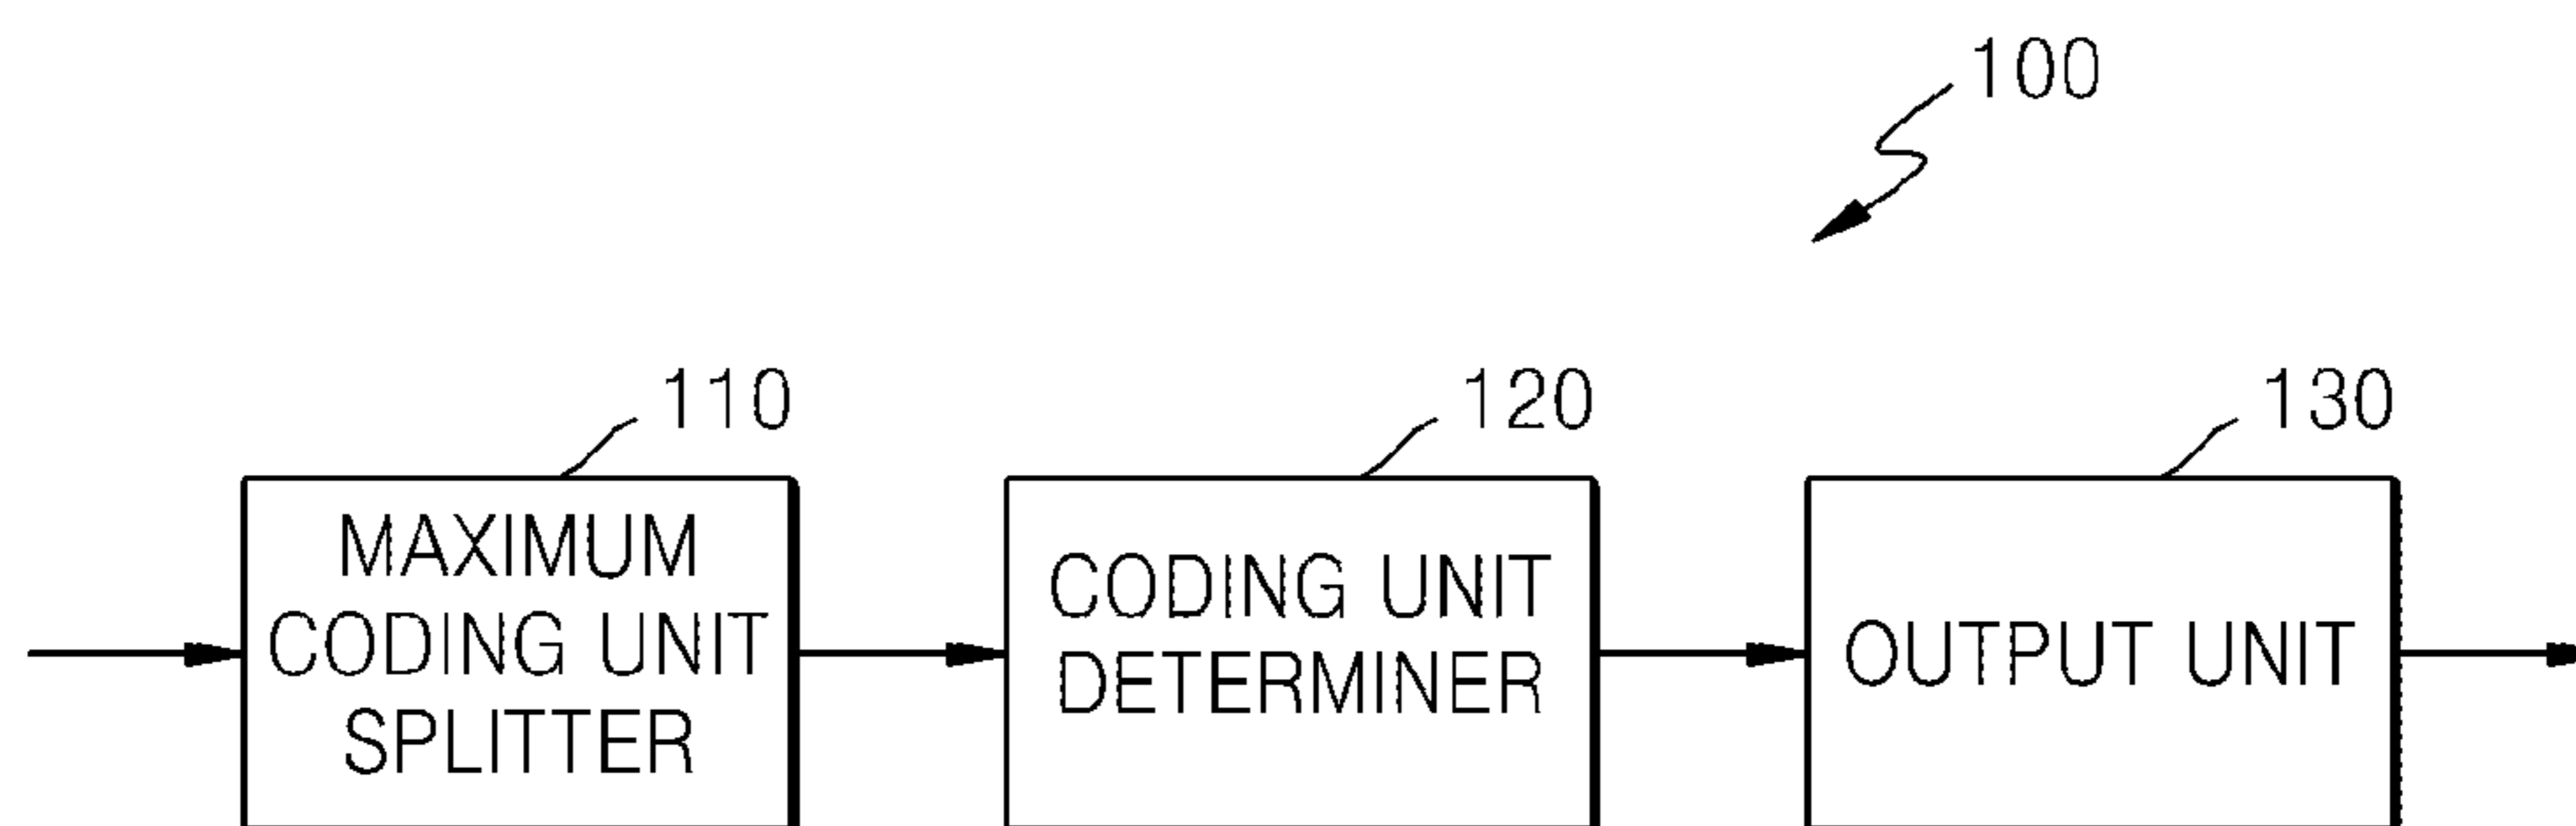 100
110
120
130
MAXIMUM
CODING UNIT
SPLITTER
CODING UNIT
DETERMINER
OUTPUT UNIT